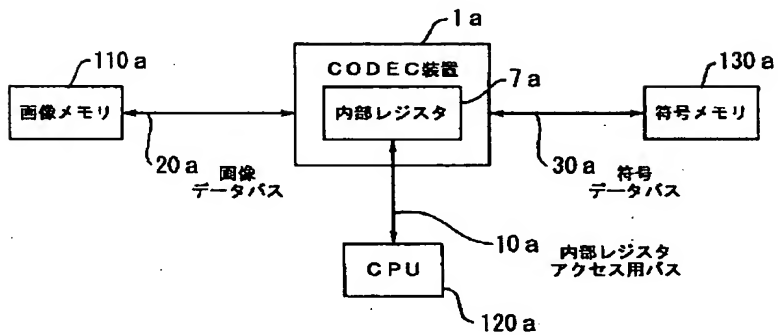 1a
110a
CODEC装置
7a
130a
画像メモリ
内部レジスタ
符号メモリ
20a
画像
データバス
30a
符号
データバス
10a
内部レジスタ
アクセス用バス
CPU
120a